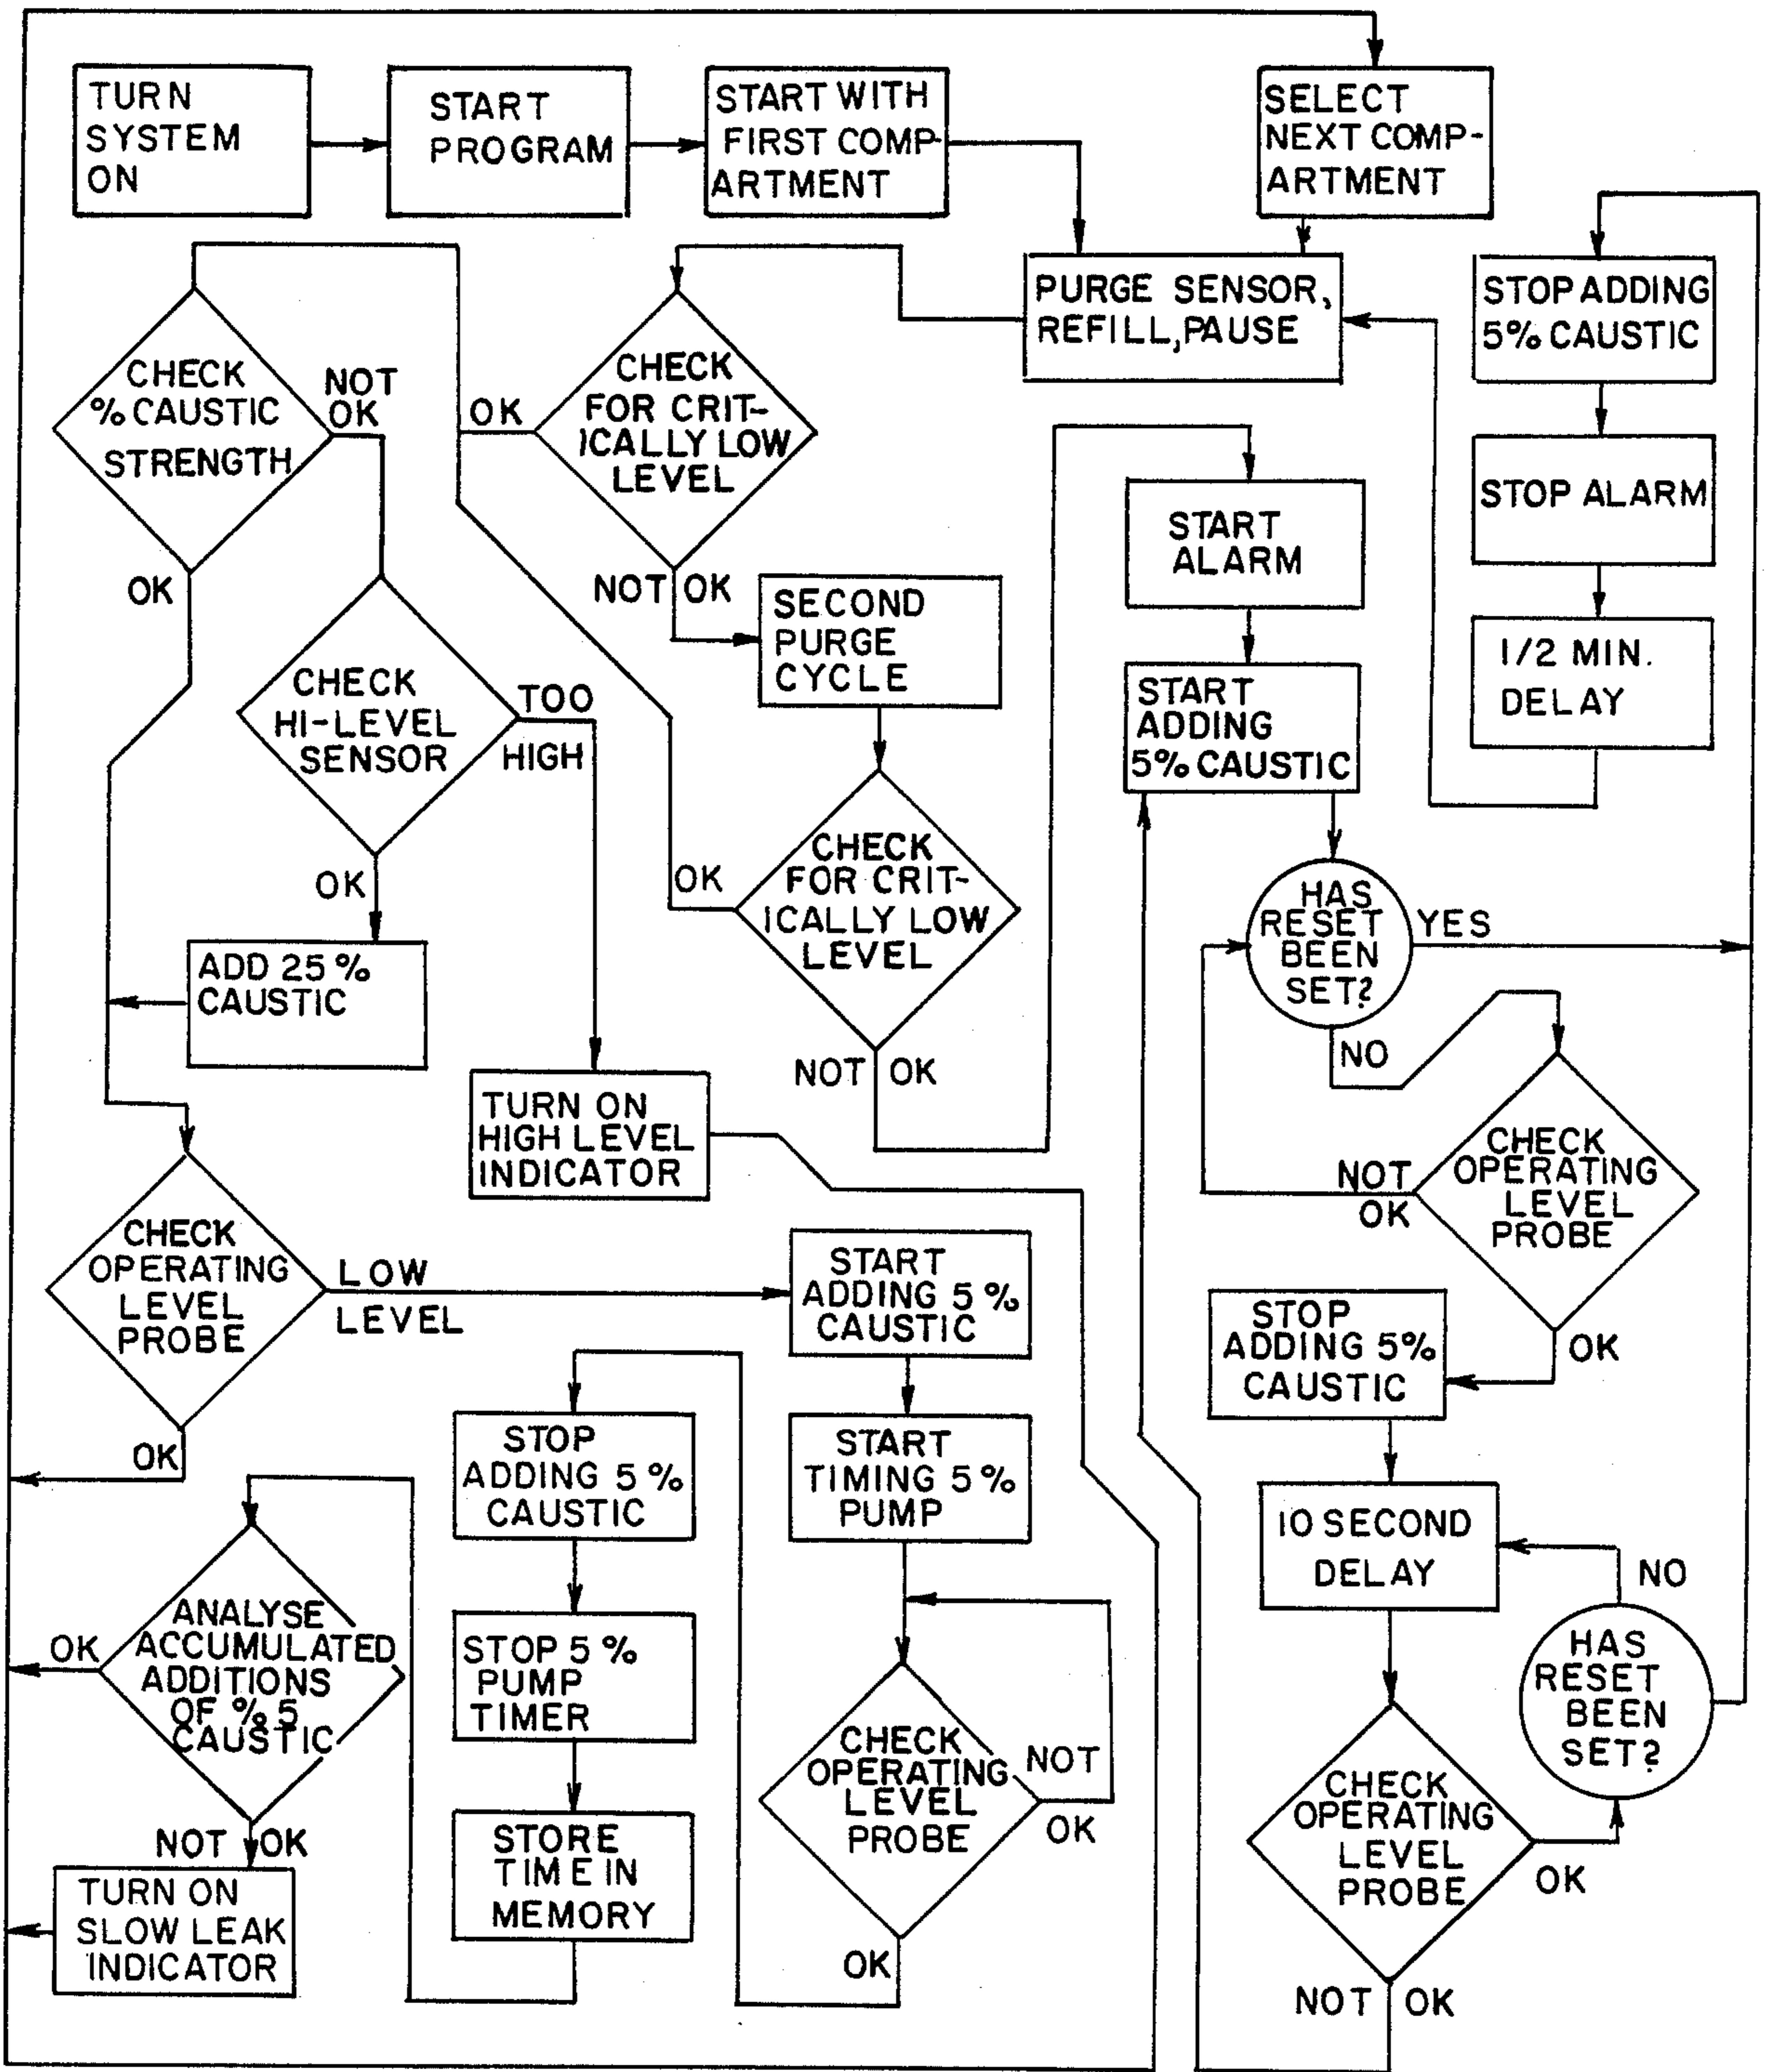 TURN
SYSTEM
ON
START
PROGRAM
START WITH
FIRST COMP-
ARTMENT
SELECT
NEXT COMP-
ARTMENT
PURGE SENSOR,
REFILL, PAUSE
STOP ADDING
5% CAUSTIC
STOP ALARM
1/2 MIN.
DELAY
CHECK
% CAUSTIC
STRENGTH
NOT
OK
OK
CHECK
FOR CRIT-
ICALLY LOW
LEVEL
OK
NOT OK
SECOND
PURGE
CYCLE
START
ALARM
START
ADDING
5% CAUSTIC
CHECK
HI-LEVEL
SENSOR
TOO
HIGH
OK
ADD 25%
CAUSTIC
CHECK
FOR CRIT-
ICALLY LOW
LEVEL
OK
NOT OK
HAS
RESET
BEEN
SET?
YES
NO
TURN ON
HIGH LEVEL
INDICATOR
CHECK
OPERATING
LEVEL
PROBE
NOT
OK
OK
CHECK
OPERATING
LEVEL
PROBE
LOW
LEVEL
OK
START
ADDING 5%
CAUSTIC
START
TIMING 5%
PUMP
CHECK
OPERATING
LEVEL
PROBE
NOT
OK
OK
STOP
ADDING 5%
CAUSTIC
STOP 5%
PUMP
TIMER
STORE
TIME IN
MEMORY
ANALYSE
ACCUMULATED
ADDITIONS
OF % 5
CAUSTIC
OK
NOT OK
TURN ON
SLOW LEAK
INDICATOR
STOP
ADDING 5%
CAUSTIC
10 SECOND
DELAY
NO
HAS
RESET
BEEN
SET?
CHECK
OPERATING
LEVEL
PROBE
OK
NOT OK